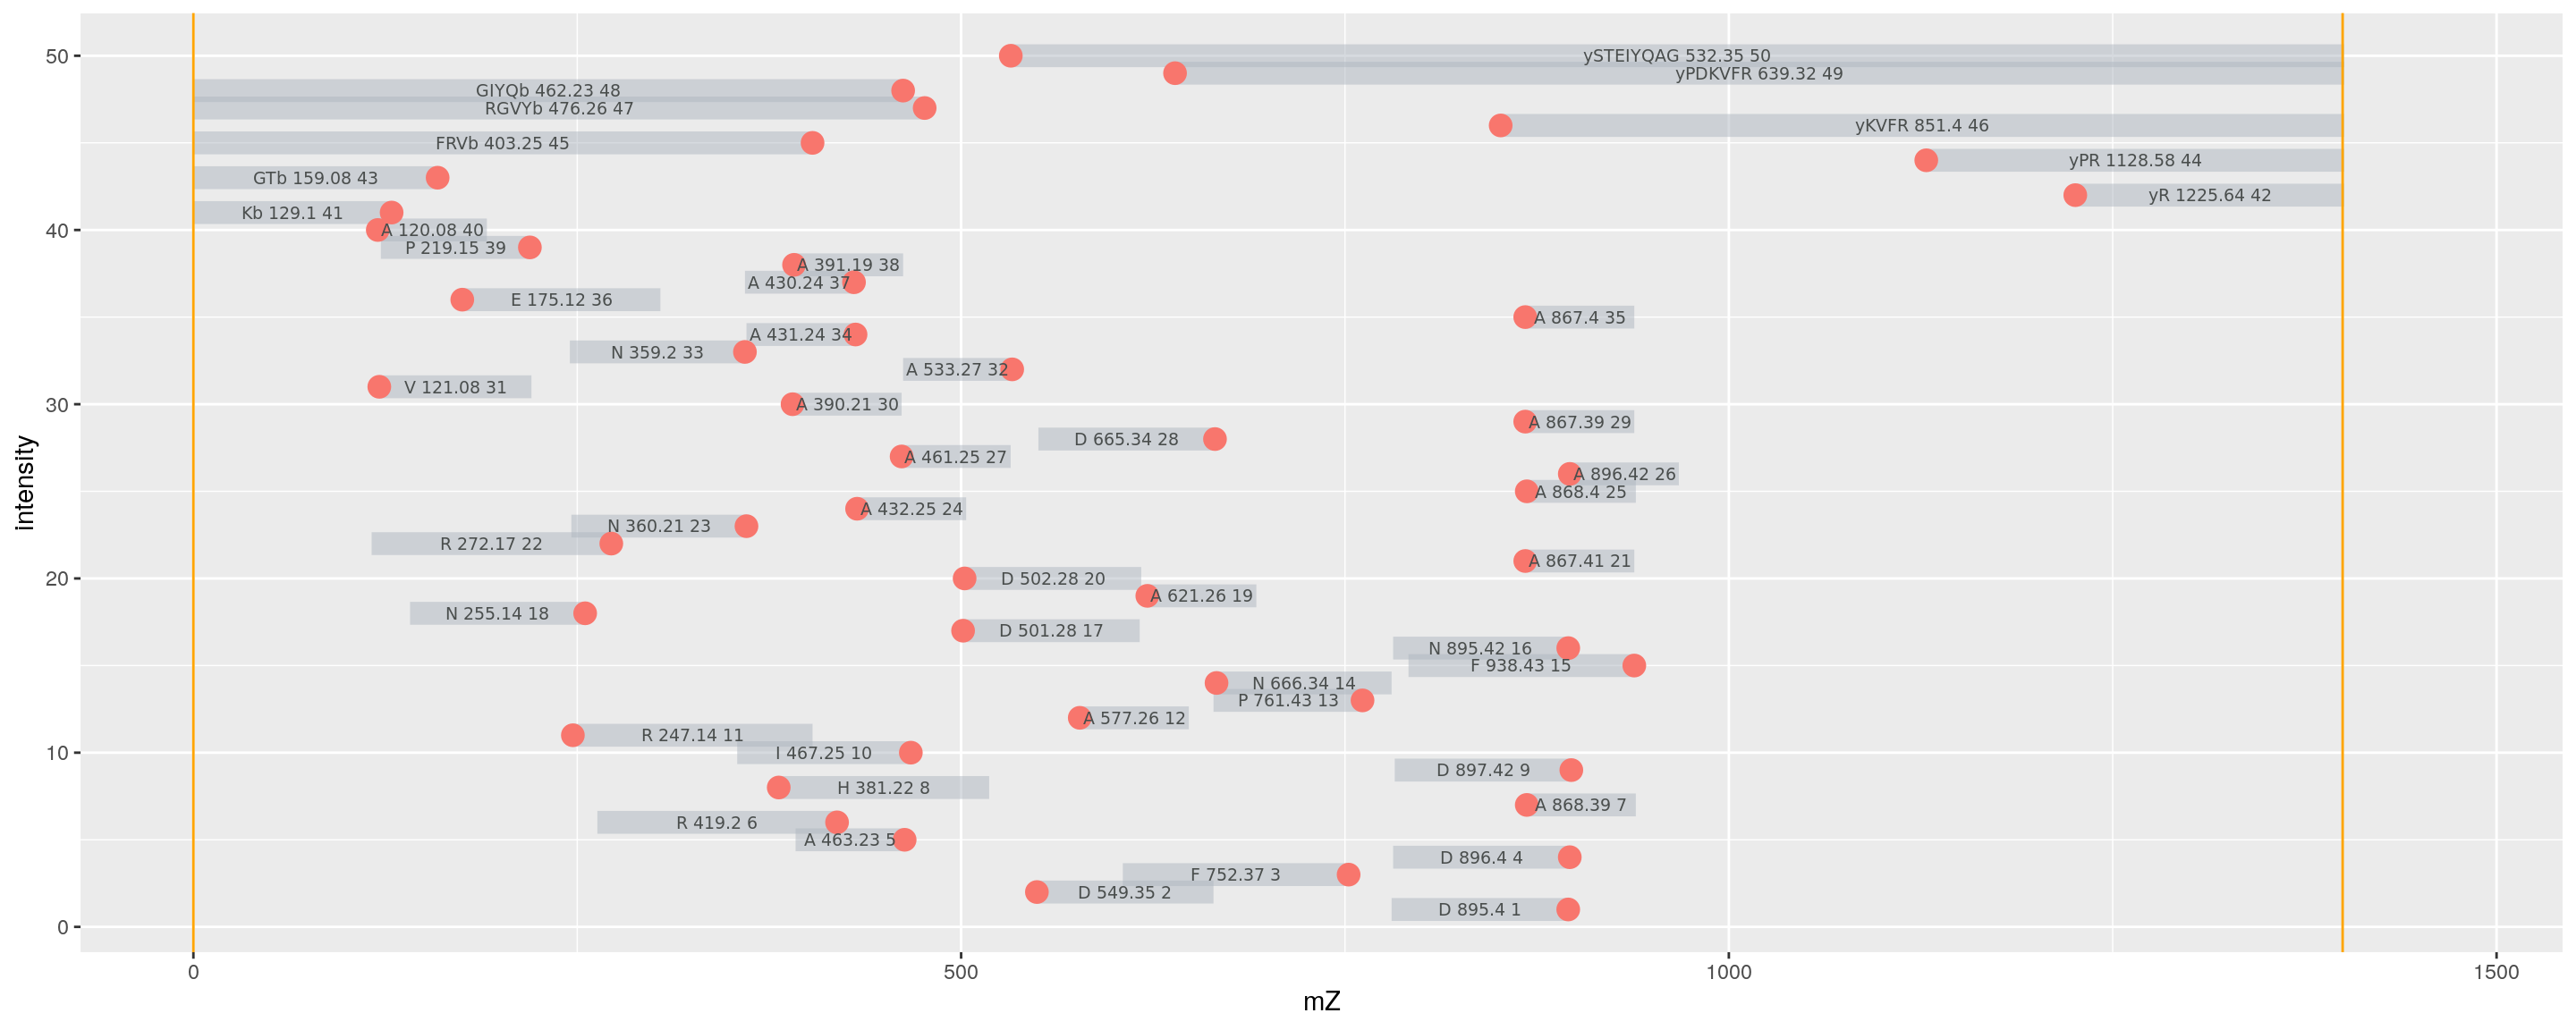 50
ySTEIYQAG 532.35 50
yPDKVFR 639.32 49
GIYQb 462.23 48
RGVYb 476.26 47
yKVFR 851.4 46
FRVb 403.25 45
yPR 1128.58 44
GTb 159.08 43
yR 1225.64 42
Kb 129.1 41
40
A 120.08 40
P 219.15 39
A 391.19 38
A 430.24 37
E 175.12 36
A 867.4 35
A 431.24 34
N 359.2 33
A 533.27 32
V 121.08 31
30
A 390.21 30
A 867.39 29
D 665.34 28
A 461.25 27
A 896.42 26
A 868.4 25
A 432.25 24
N 360.21 23
R 272.17 22
A 867.41 21
20
D 502.28 20
A 621.26 19
N 255.14 18
D 501.28 17
N 895.42 16
F 938.43 15
N 666.34 14
P 761.43 13
A 577.26 12
R 247.14 11
10
I 467.25 10
D 897.42 9
H 381.22 8
A 868.39 7
R 419.2 6
A 463.23 5
D 896.4 4
F 752.37 3
D 549.35 2
D 895.4 1
0
intensity
0 500 1000 1500
mZ